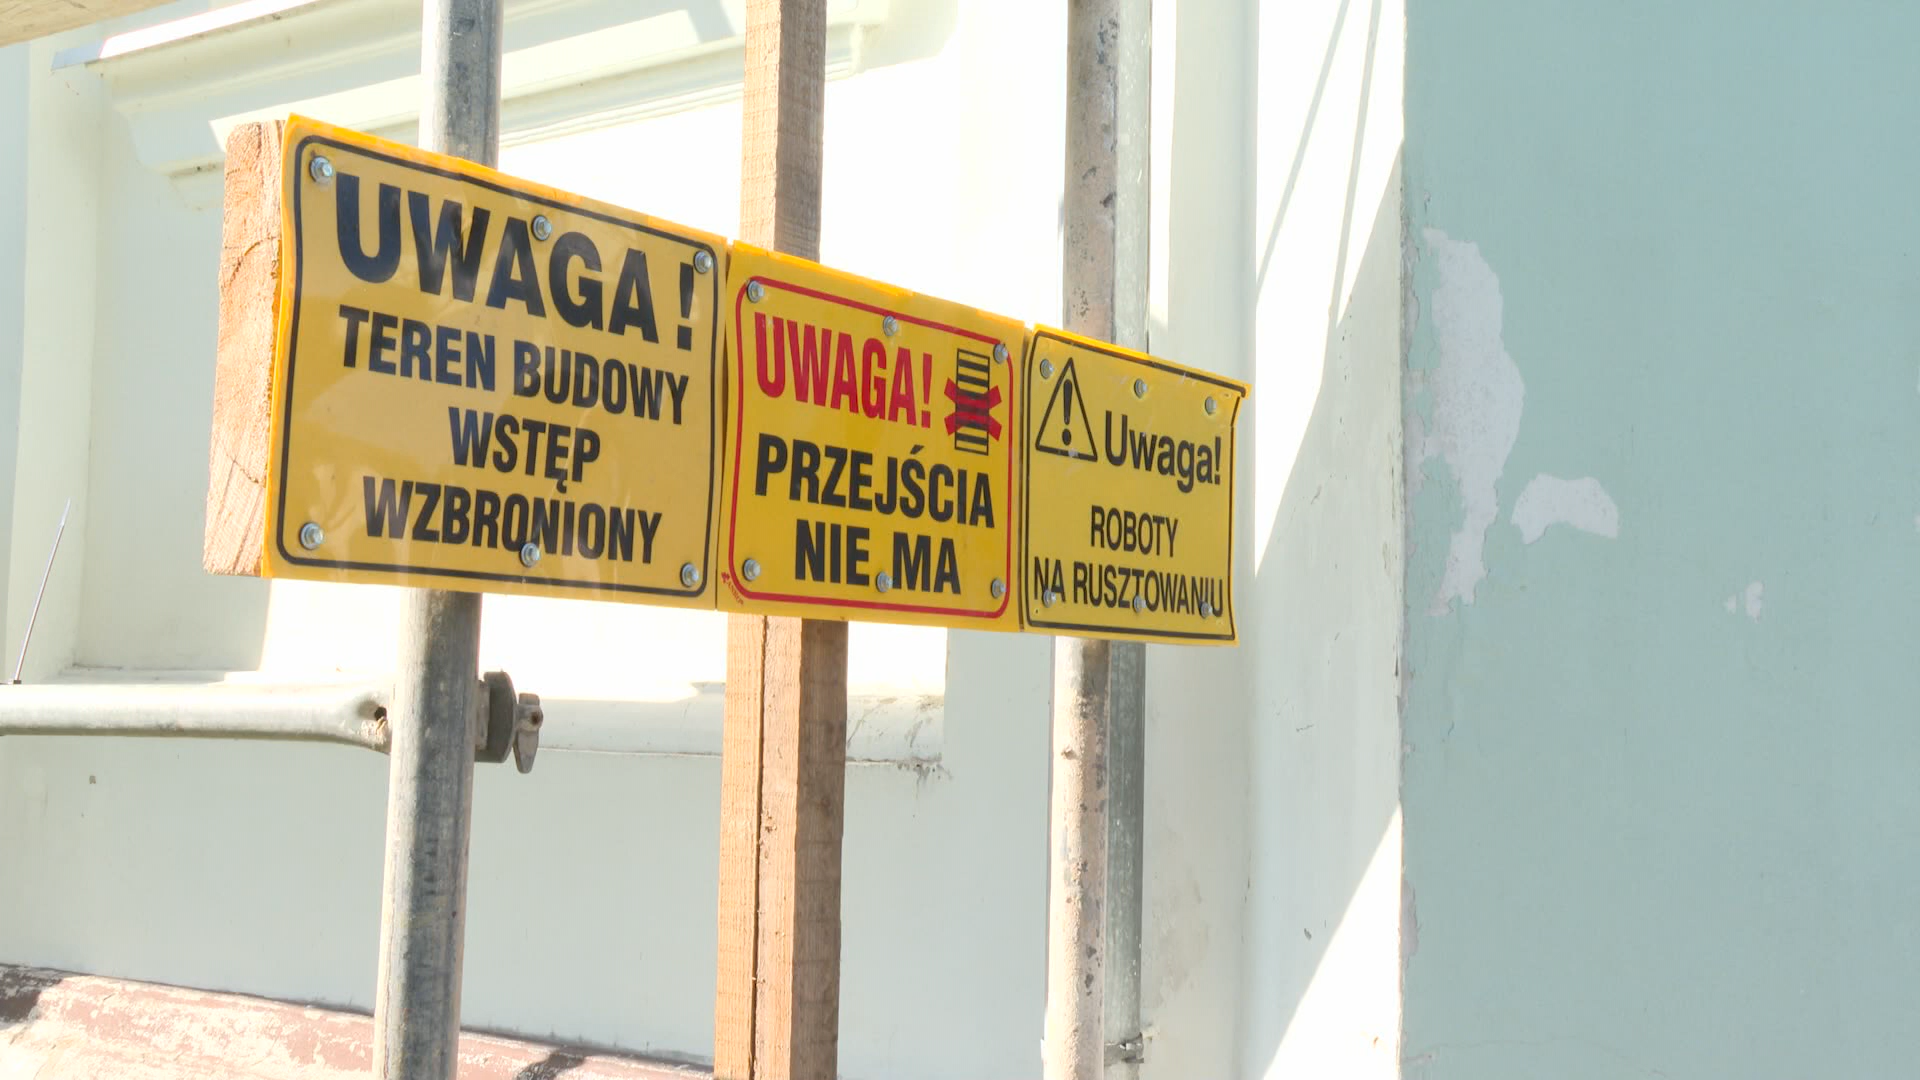 UWAGA!
TEREN BUDOWY
WSTĘP
WZBRONIONY
UWAGA!
PRZEJŚCIA
NIE MA
Uwaga!
ROBOTY
NA RUSZTOWANIU